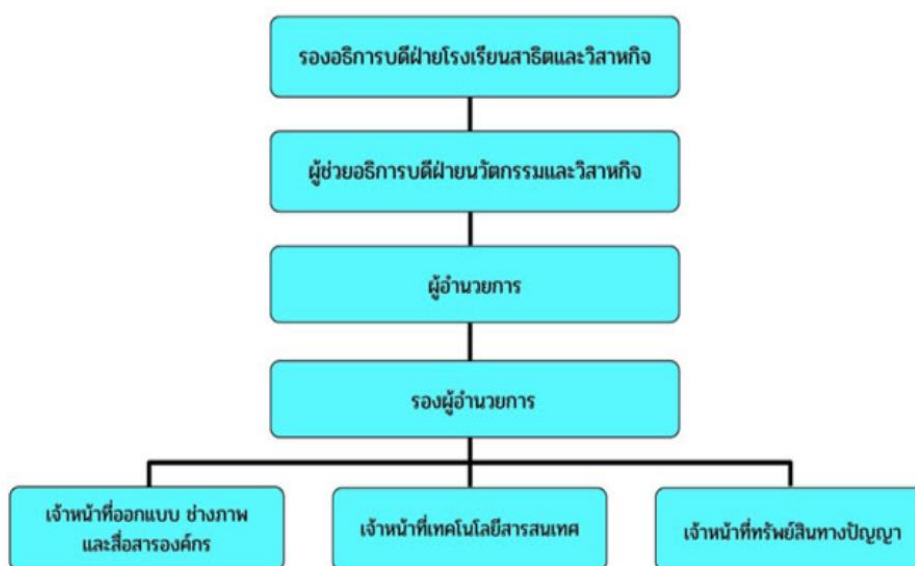 รองอธิการบดีฝ่ายโรงเรียนสาธิตและวิสาหกิจ
ผู้ช่วยอธิการบดีฝ่ายนวัตกรรมและวิสาหกิจ
ผู้อำนวยการ
รองผู้อำนวยการ
เจ้าหน้าที่ออกแบบ ช่างภาพ
และสื่อสารองค์กร
เจ้าหน้าที่เทคโนโลยีสารสนเทศ
เจ้าหน้าที่ทรัพย์สินทางปัญญา